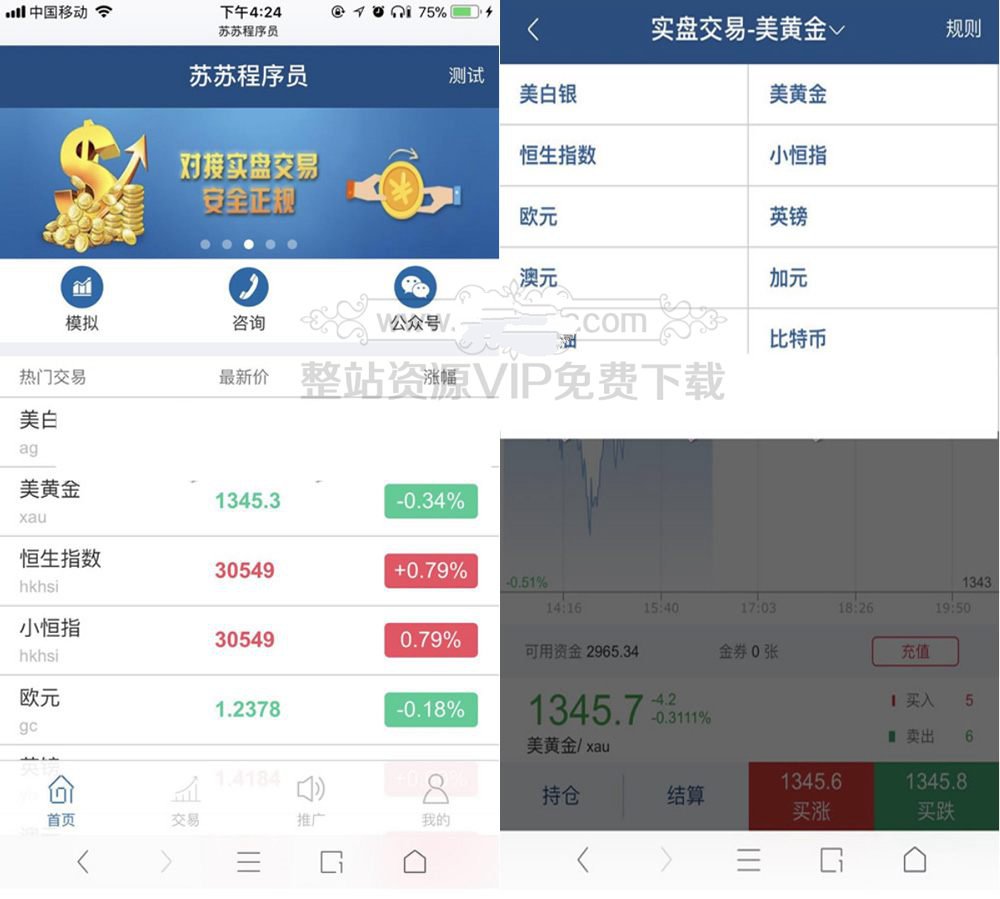 中国移动
下午4:24
75%
苏苏程序员
苏苏程序员
测试
对接实盘交易
安全正规
模拟
咨询
公众号
热门交易
最新价
涨幅
美白
ag
美黄金
1345.3
-0.34%
xau
恒生指数
30549
+0.79%
hkhsi
小恒指
30549
0.79%
hkhsi
欧元
1.2378
-0.18%
gc
英镑
1.4184
首页
交易
推广
我的
实盘交易-美黄金
规则
美白银
美黄金
恒生指数
小恒指
欧元
英镑
澳元
加元
比特币
www.
.com
整站资源VIP免费下载
-0.51%
1343
14:16
15:40
17:03
18:26
19:50
可用资金 2965.34
金券 0 张
充值
1345.7
-4.2
-0.3111%
美黄金/ xau
买入
5
卖出
6
持仓
结算
1345.6
买涨
1345.8
买跌